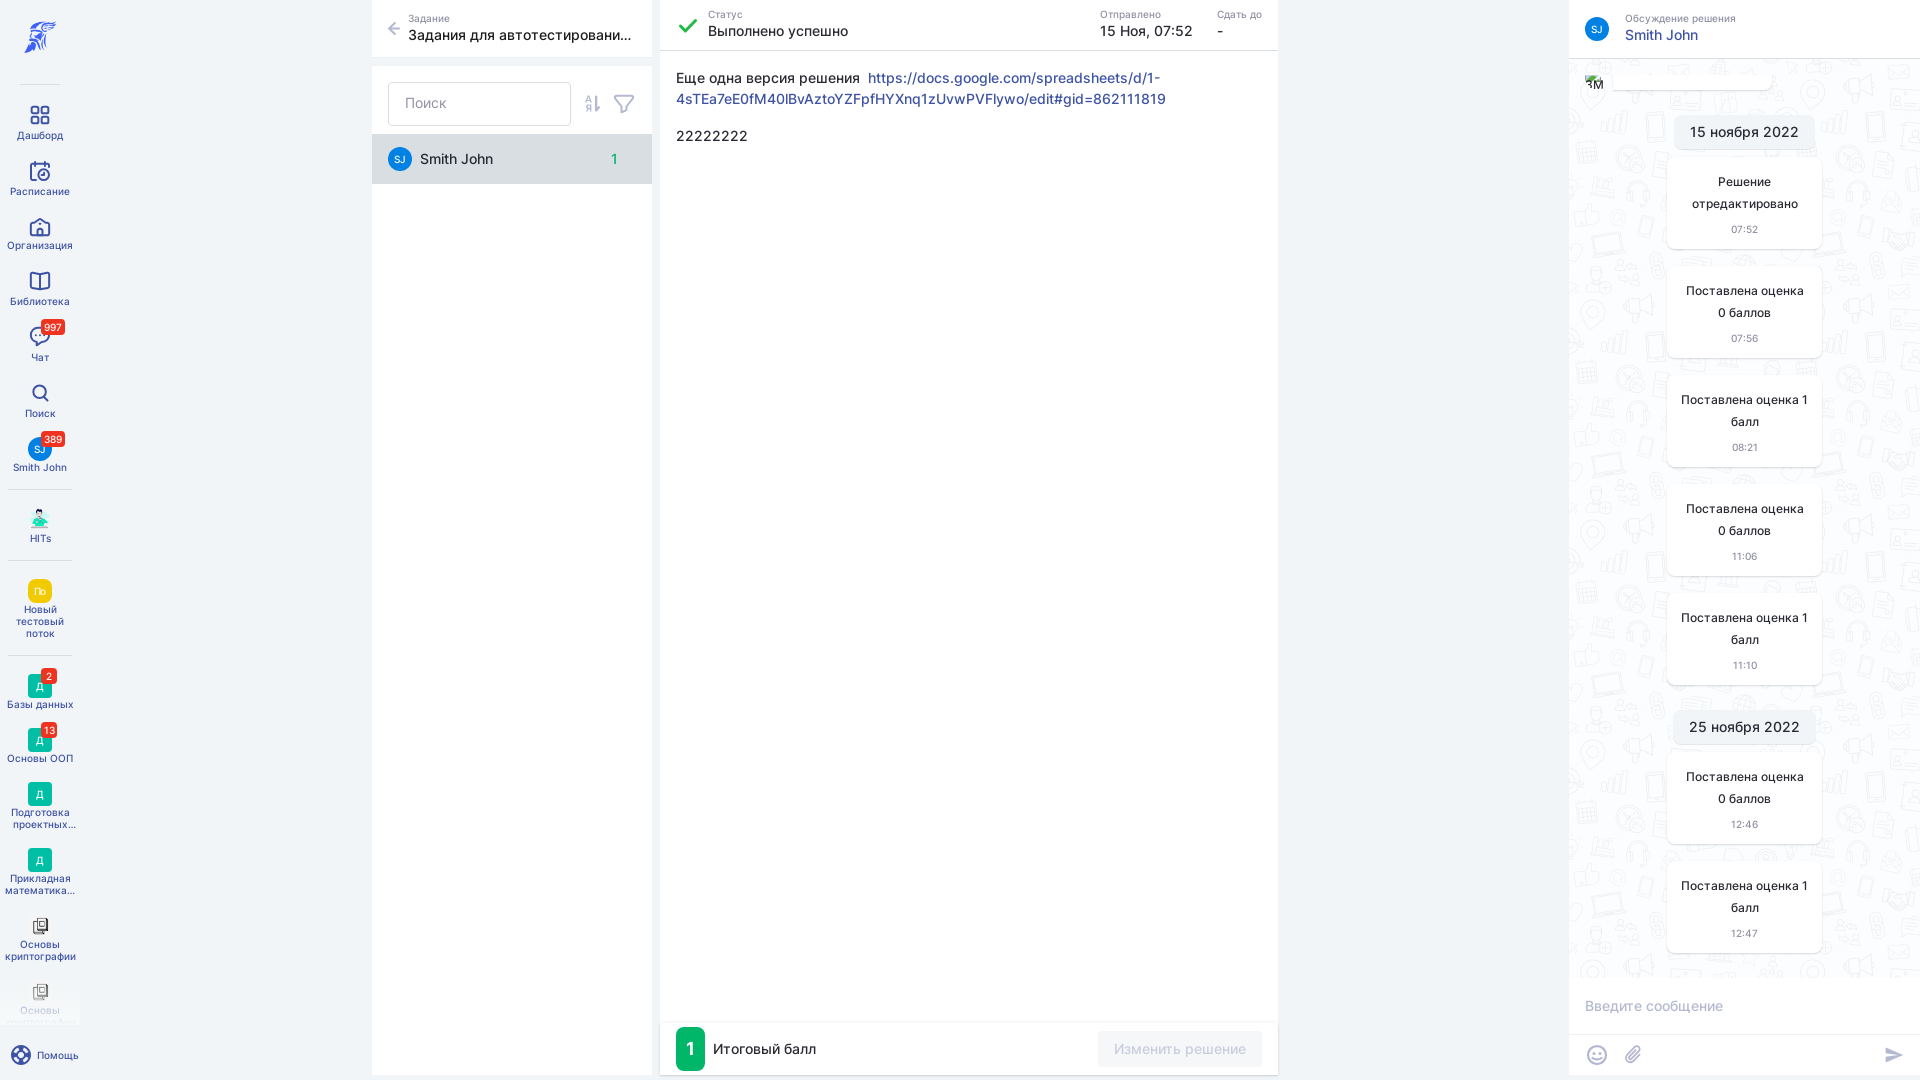 Дашборд
Расписание
Организация
Библиотека
997
Чат
Поиск
389
SJ
Smith John
HITs
По
Новый
тестовый
поток
2
Д
Базы данных
13
Д
Основы ООП
Д
Подготовка
проектных...
Д
Прикладная
математика...
Основы
криптографии
Основы
Помощь
Задание
Задания для автотестировани...
Поиск
SJ
Smith John
1
Статус
Выполнено успешно
Отправлено
15 Ноя, 07:52
Сдать до
-
Еще одна версия решения https://docs.google.com/spreadsheets/d/1-
4sTEa7eE0fM40lBvAztoYZFpfHYXnq1zUvwPVFlywo/edit#gid=862111819
22222222
1
Итоговый балл
Изменить решение
SJ
Обсуждение решения
Smith John
15 ноября 2022
Решение
отредактировано
07:52
Поставлена оценка
0 баллов
07:56
Поставлена оценка 1
балл
08:21
Поставлена оценка
0 баллов
11:06
Поставлена оценка 1
балл
11:10
25 ноября 2022
Поставлена оценка
0 баллов
12:46
Поставлена оценка 1
балл
12:47
Введите сообщение